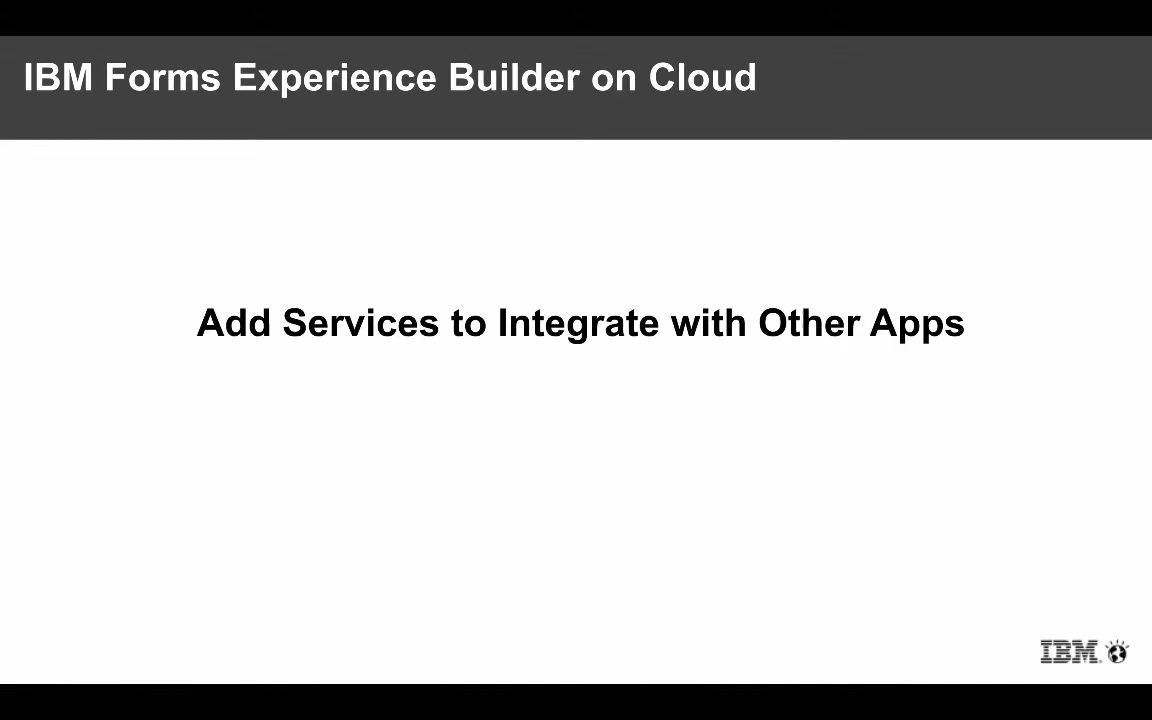 IBM Forms Experience Builder on Cloud
Add Services to Integrate with Other Apps
IBM.